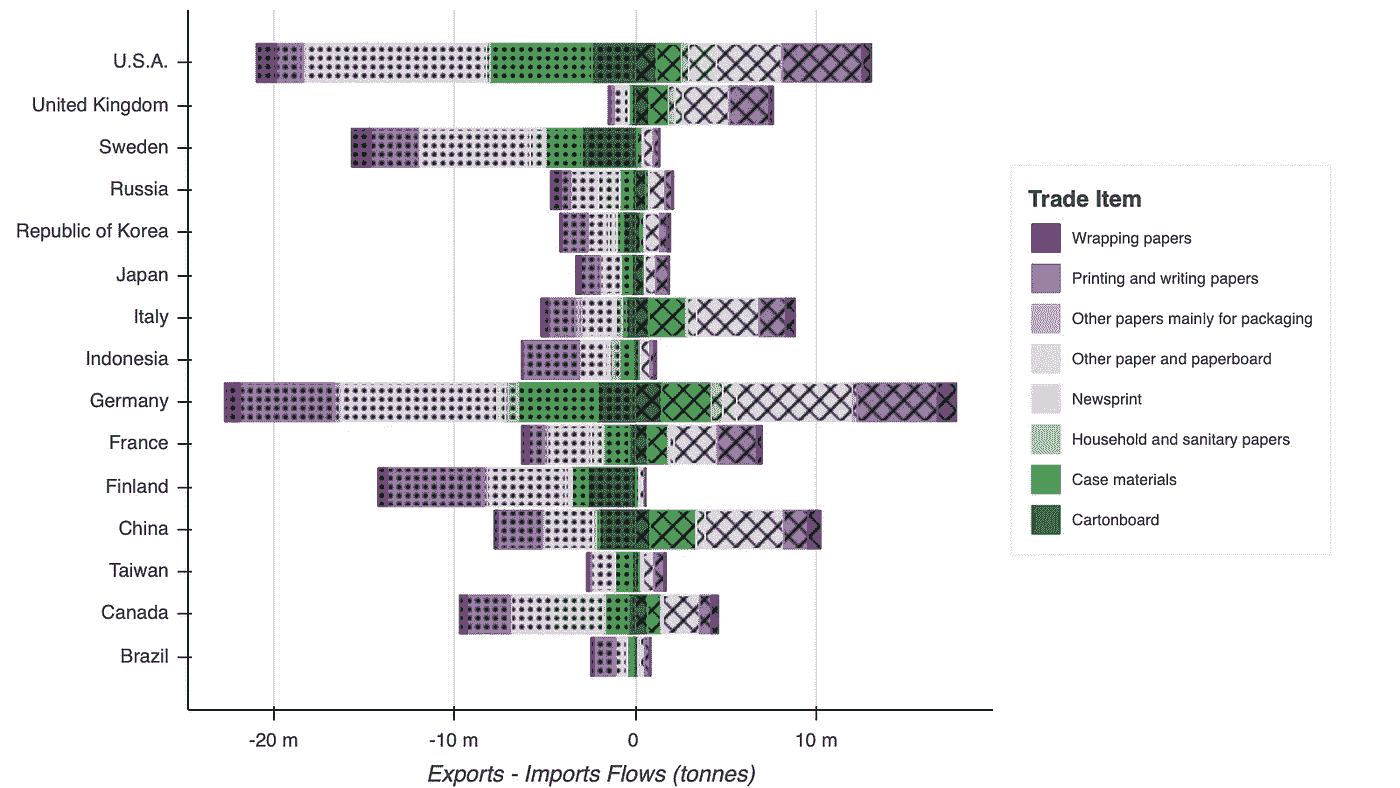 U.S.A.
United Kingdom
Sweden
Russia
Republic of Korea
Japan
Italy
Indonesia
Germany
France
Finland
China
Taiwan
Canada
Brazil
-20 m
-10 m
0
10 m
Exports - Imports Flows (tonnes)
Trade Item
Wrapping papers
Printing and writing papers
Other papers mainly for packaging
Other paper and paperboard
Newsprint
Household and sanitary papers
Case materials
Cartonboard